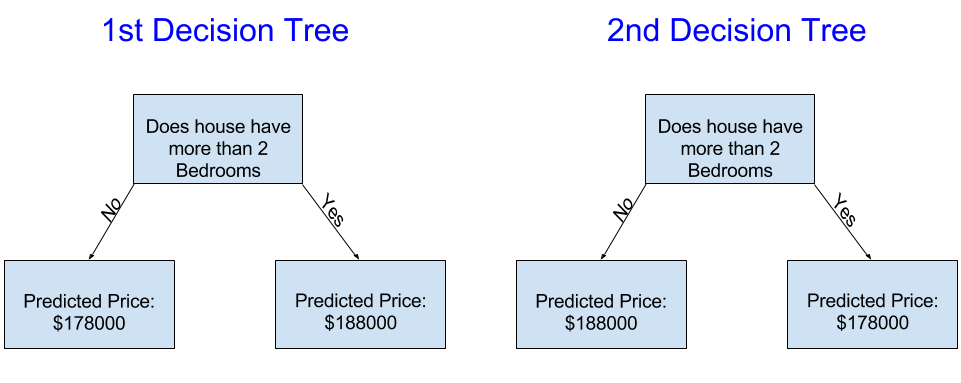 1st Decision Tree
2nd Decision Tree
Does house have
more than 2
Bedrooms
No
Yes
Predicted Price:
$178000
Predicted Price:
$188000
Does house have
more than 2
Bedrooms
No
Yes
Predicted Price:
$188000
Predicted Price:
$178000